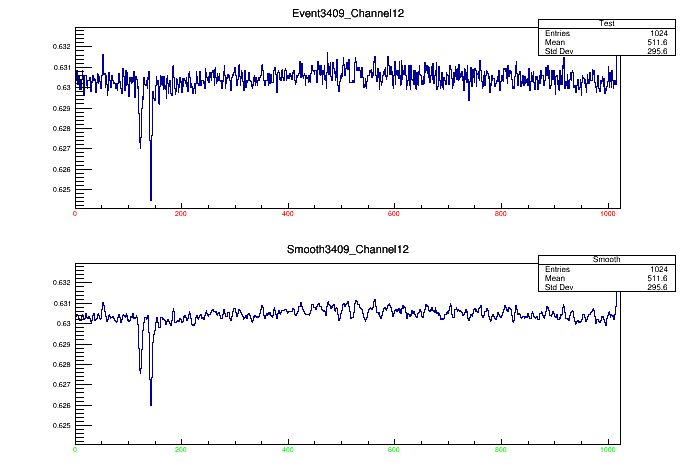 Event3409_Channel12
Test
Entries 1024
Mean 511.6
Std Dev 295.6
0.632
0.631
0.63
0.629
0.628
0.627
0.626
0.625
0 200 400 600 800 1000
Smooth3409_Channel12
Smooth
Entries 1024
Mean 511.6
Std Dev 295.6
0.632
0.631
0.63
0.629
0.628
0.627
0.626
0.625
0 200 400 600 800 1000